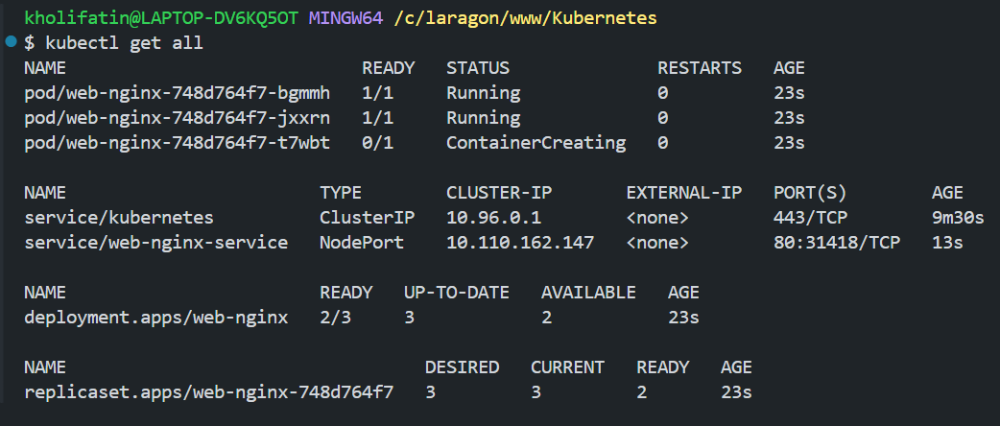 kholifatin@LAPTOP-DV6KQ5OT MINGW64 /c/laragon/www/Kubernetes
$ kubectl get all
NAME                             READY   STATUS              RESTARTS   AGE
pod/web-nginx-748d764f7-bgmmh   1/1     Running             0          23s
pod/web-nginx-748d764f7-jxxrn   1/1     Running             0          23s
pod/web-nginx-748d764f7-t7wbt   0/1     ContainerCreating   0          23s
NAME                        TYPE        CLUSTER-IP       EXTERNAL-IP   PORT(S)        AGE
service/kubernetes          ClusterIP   10.96.0.1        <none>        443/TCP        9m30s
service/web-nginx-service   NodePort    10.110.162.147   <none>        80:31418/TCP   13s
NAME                        READY   UP-TO-DATE   AVAILABLE   AGE
deployment.apps/web-nginx   2/3     3            2           23s
NAME                                  DESIRED   CURRENT   READY   AGE
replicaset.apps/web-nginx-748d764f7   3         3         2       23s